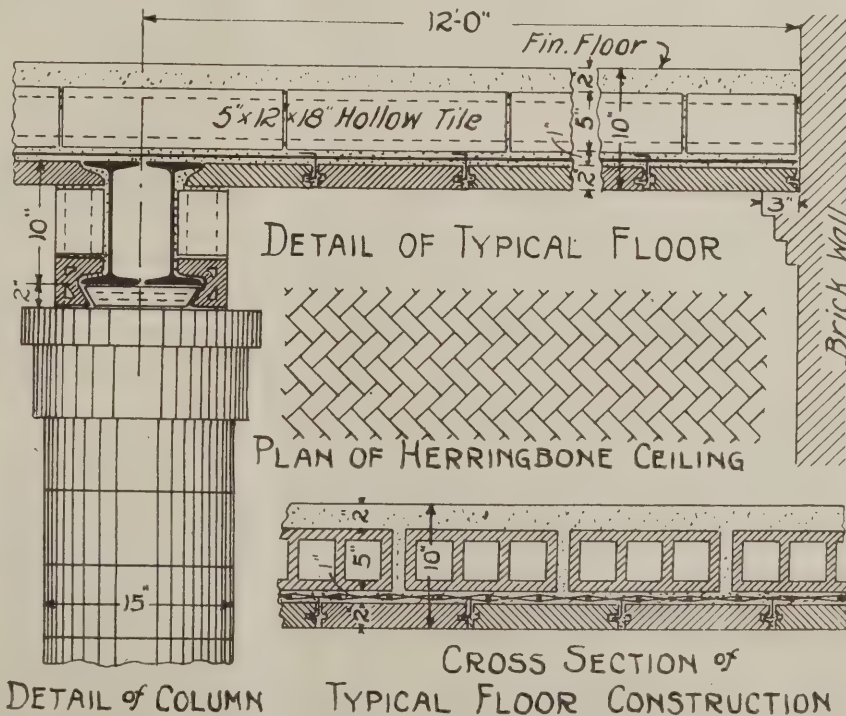 12'-0"
Fin. Floor
2"
5" x 12" x 18" Hollow Tile
1"
5"
10"
2"
10"
3"
DETAIL OF TYPICAL FLOOR
2"
Brick Wall
PLAN OF HERRINGBONE CEILING
2"
1"
5"
10"
15"
2"
CROSS SECTION of
DETAIL of COLUMN
TYPICAL FLOOR CONSTRUCTION